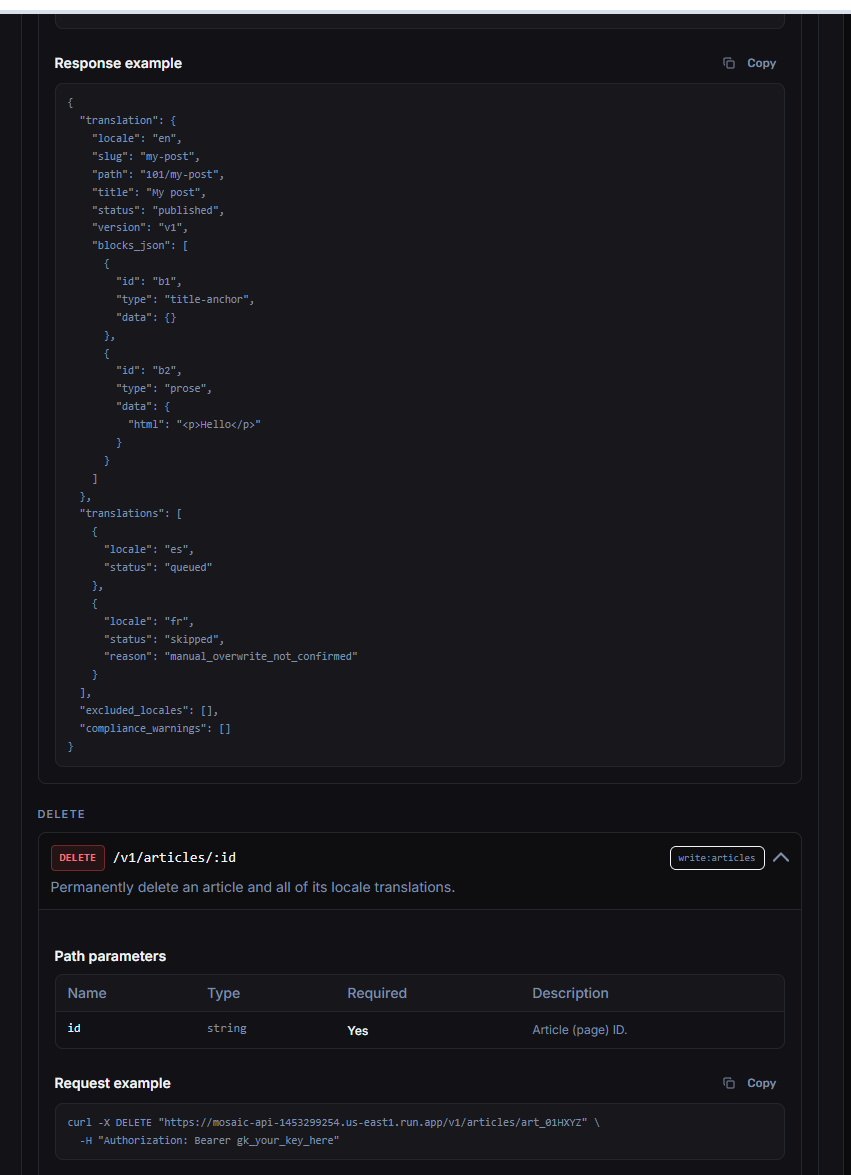 Response example
Copy
{
  "translation": {
    "locale": "en",
    "slug": "my-post",
    "path": "101/my-post",
    "title": "My post",
    "status": "published",
    "version": "v1",
    "blocks_json": [
      {
        "id": "b1",
        "type": "title-anchor",
        "data": {}
      },
      {
        "id": "b2",
        "type": "prose",
        "data": {
          "html": "<p>Hello</p>"
        }
      }
    ]
  },
  "translations": [
    {
      "locale": "es",
      "status": "queued"
    },
    {
      "locale": "fr",
      "status": "skipped",
      "reason": "manual_overwrite_not_confirmed"
    }
  ],
  "excluded_locales": [],
  "compliance_warnings": []
}
DELETE
DELETE /v1/articles/:id write:articles
Permanently delete an article and all of its locale translations.
Path parameters
Name Type Required Description
id string Yes Article (page) ID.
Request example
Copy
curl -X DELETE "https://mosaic-api-1453299254.us-east1.run.app/v1/articles/art_01HXYZ" \
  -H "Authorization: Bearer gk_your_key_here"